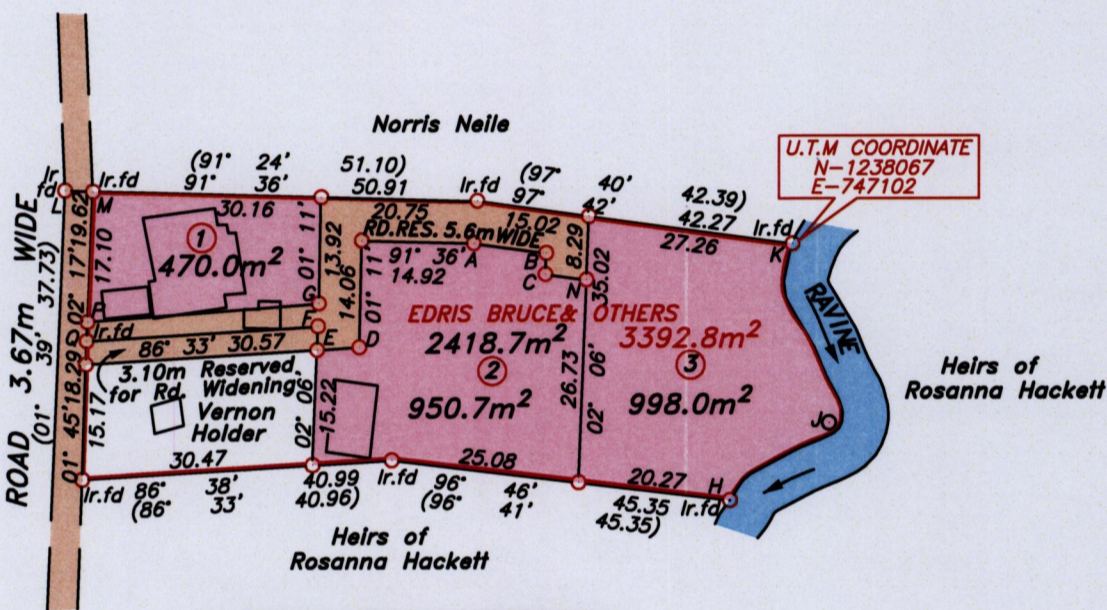 Norris Neile
U.T.M COORDINATE
N-1238067
E-747102
(91° 24' 51.10)
91° 36' 50.91
(97° 40' 42.39)
97° 42' 42.27
Ir.
fd
Ir.fd
Ir.fd
Ir.fd
L
M
K
30.16
20.75
15.02
27.26
RD.RES. 5.6m WIDE
91° 36'
14.92
A
B
C
N
8.29
35.02
01° 11'
13.92
14.06
01° 11'
17.10
02° 17' 19.62
1
470.0m²
G
F
E
D
EDRIS BRUCE& OTHERS
2418.7m²
3392.8m²
2
3
950.7m²
998.0m²
26.73
02° 06'
RAVINE
Heirs of
Rosanna Hackett
P
Q
Ir.fd
86° 33' 30.57
3.10m Reserved
for Rd. Widening
Vernon
Holder
02° 06'
15.22
15.17
01° 45' 18.29
(01° 39' 37.73)
ROAD 3.67m WIDE
30.47
25.08
20.27
H
J
Ir.fd
Ir.fd
Ir.fd
86° 38' 40.99
(86° 33' 40.96)
96° 46' 45.35
(96° 41' 45.35)
Heirs of
Rosanna Hackett